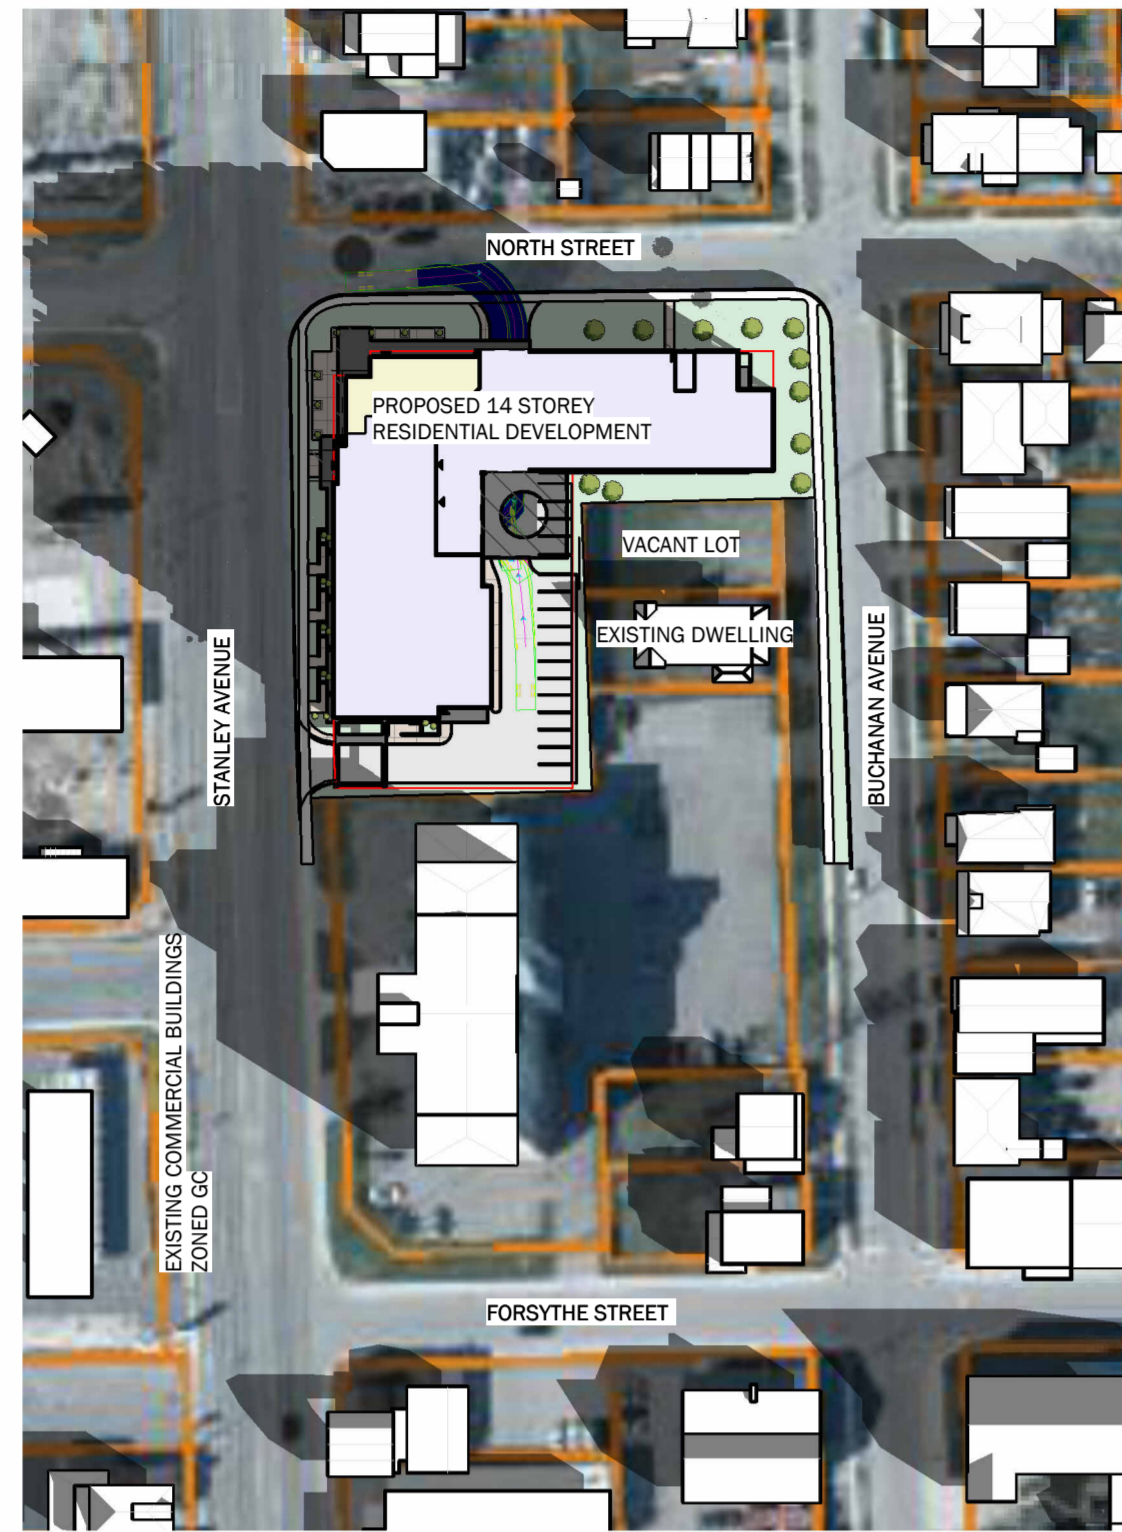 NORTH STREET
PROPOSED 14 STOREY
RESIDENTIAL DEVELOPMENT
VACANT LOT
EXISTING DWELLING
STANLEY AVENUE
BUCHANAN AVENUE
EXISTING COMMERCIAL BUILDINGS
ZONED GC
FORSYTHE STREET